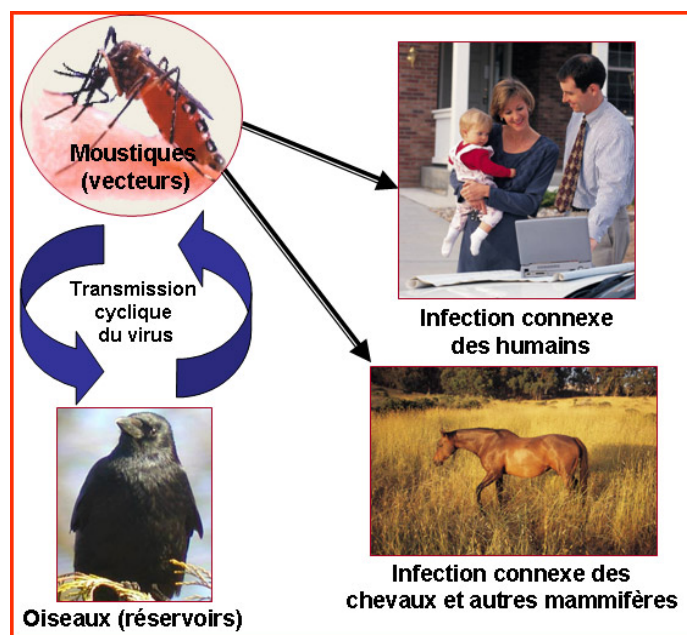 Moustiques
(vecteurs)
Transmission
cyclique
du virus
Oiseaux (réservoirs)
Infection connexe
des humains
Infection connexe des
chevaux et autres mammifères